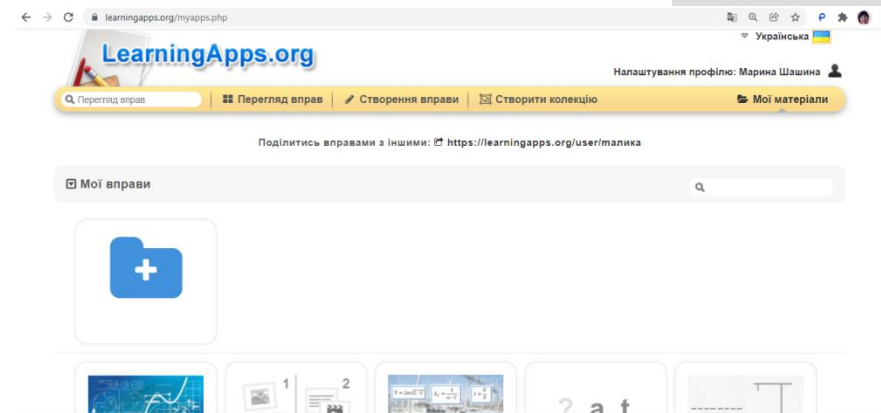 learningapps.org/myapps.php
Українська
LearningApps.org
Налаштування профілю: Марина Шашина
Перегляд вправ
Перегляд вправ
Створення вправи
Створити колекцію
Мої матеріали
Поділитись вправами з іншими: https://learningapps.org/user/малика
Мої вправи
1
2
? a t